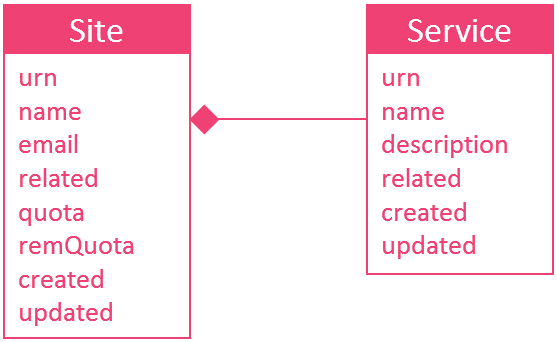 Site
urn
name
email
related
quota
remQuota
created
updated
Service
urn
name
description
related
created
updated